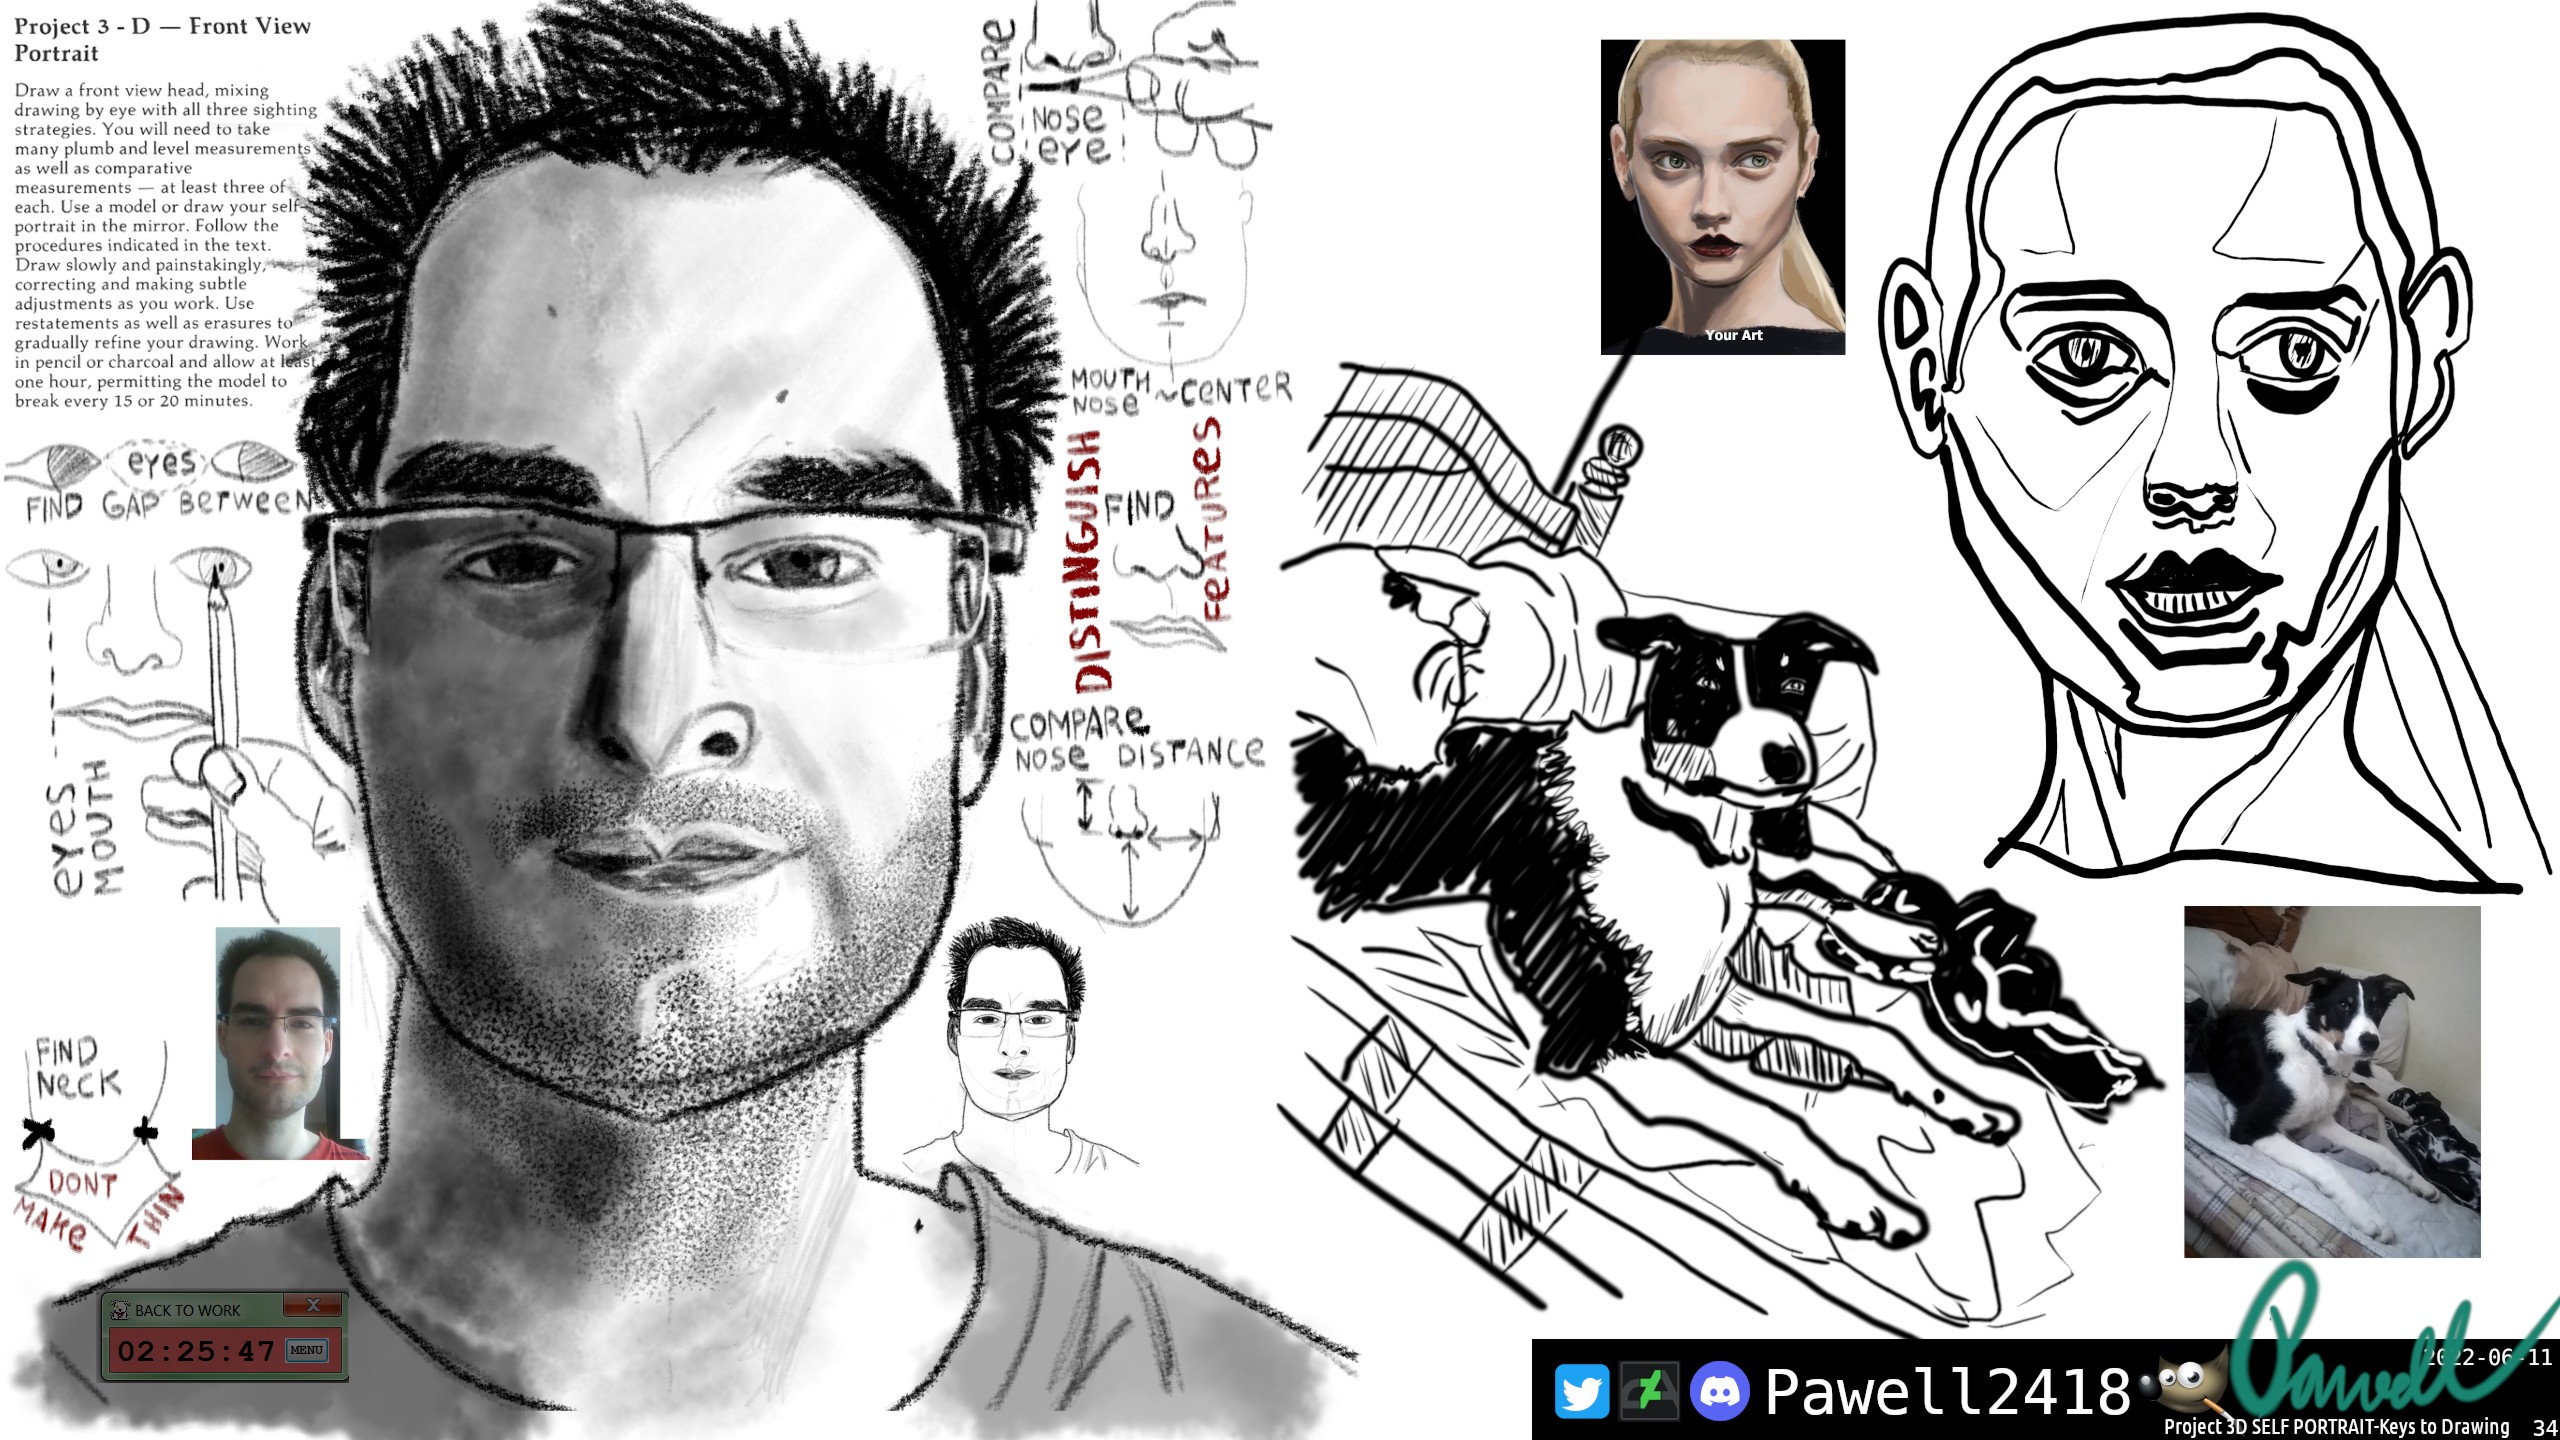 Project 3 - D — Front View
Portrait
Draw a front view head, mixing
drawing by eye with all three sighting
strategies. You will need to take
many plumb and level measurements
as well as comparative
measurements — at least three of
each. Use a model or draw your self-
portrait in the mirror. Follow the
procedures indicated in the text.
Draw slowly and painstakingly,
correcting and making subtle
adjustments as you work. Use
restatements as well as erasures to
gradually refine your drawing. Work
in pencil or charcoal and allow at least
one hour, permitting the model to
break every 15 or 20 minutes.
eyes
FIND GAP BETWEEN
EYES
MOUTH
FIND
NECK
DONT
MAKE
THIN
BACK TO WORK
X
02:25:47
MENU
COMPARE
NOSE
EYE
MOUTH
NOSE ~CENTER
DISTINGUISH
FIND
FEATURES
COMPARE
NOSE DISTANCE
Your Art
Pawell2418
Pawell
2022-06-11
Project 3D SELF PORTRAIT-Keys to Drawing
34